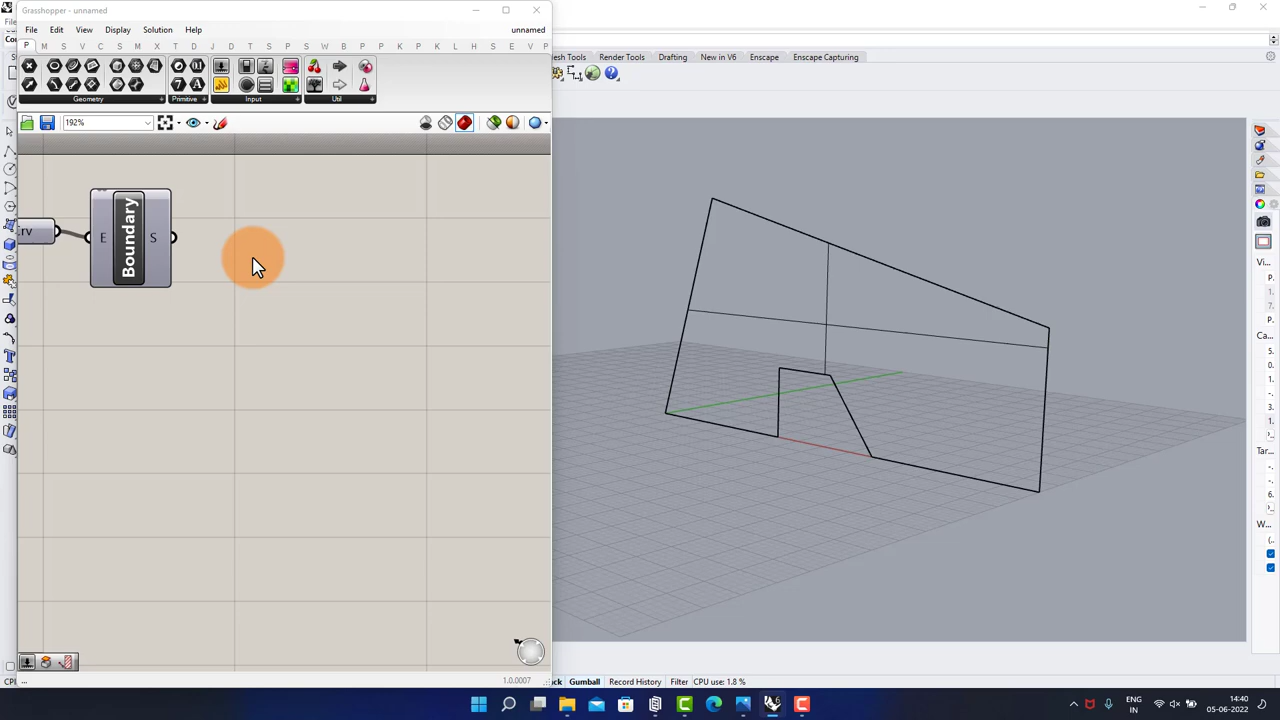 Grasshopper - unnamed
File Edit View Display Solution Help unnamed
P M S V C S M X T D T S P J D T S S W B P K P K L H S E V P
Geometry Primitive Input Util
192%
Mesh Tools Render Tools Drafting New in V6 Enscape Enscape Capturing
Boundary
E S
1.0.0007
Gumball Record History Filter CPU use: 1.8 %
ENG
IN
14:40
05-06-2022